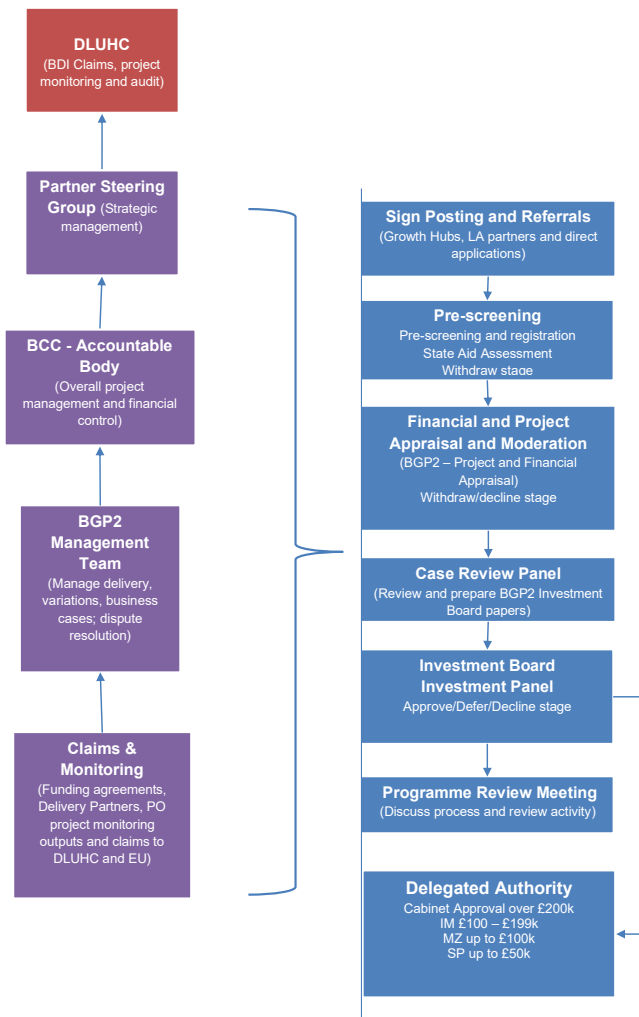 DLUHC
(BDI Claims, project
monitoring and audit)
Partner Steering
Group (Strategic
management)
BCC - Accountable
Body
(Overall project
management and financial
control)
BGP2
Management
Team
(Manage delivery,
variations, business
cases; dispute
resolution)
Claims &
Monitoring
(Funding agreements,
Delivery Partners, PO
project monitoring
outputs and claims to
DLUHC and EU)
Sign Posting and Referrals
(Growth Hubs, LA partners and direct
applications)
Pre-screening
Pre-screening and registration
State Aid Assessment
Withdraw stage
Financial and Project
Appraisal and Moderation
(BGP2 – Project and Financial
Appraisal)
Withdraw/decline stage
Case Review Panel
(Review and prepare BGP2 Investment
Board papers)
Investment Board
Investment Panel
Approve/Defer/Decline stage
Programme Review Meeting
(Discuss process and review activity)
Delegated Authority
Cabinet Approval over £200k
IM £100 – £199k
MZ up to £100k
SP up to £50k